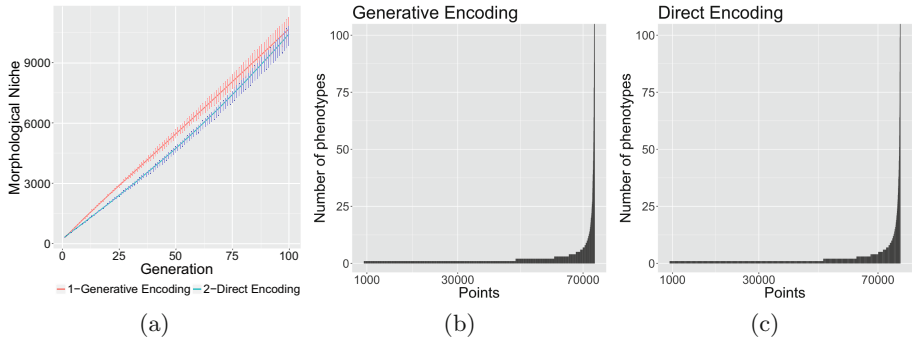 Morphological Niche
9000
6000
3000
0
0 25 50 75 100
Generation
1-Generative Encoding 2-Direct Encoding
(a)
Generative Encoding
Number of phenotypes
100
75
50
25
0
1000 30000 70000
Points
(b)
Direct Encoding
Number of phenotypes
100
75
50
25
0
1000 30000 70000
Points
(c)